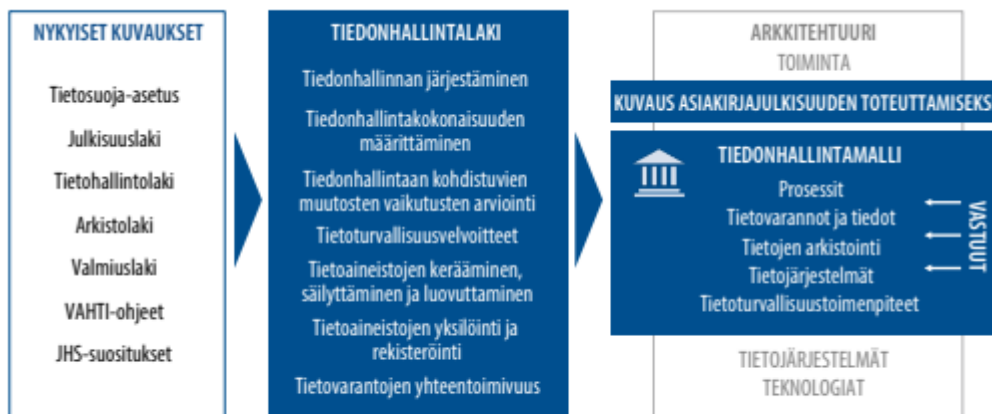 NYKYISET KUVAUKSET
Tietosuoja-asetus
Julkisuuslaki
Tietohallintolaki
Arkistolaki
Valmiuslaki
VAHTI-ohjeet
JHS-suositukset
TIEDONHALLINTALAKI
Tiedonhallinnan järjestäminen
Tiedonhallintakokonaisuuden
määrittäminen
Tiedonhallintaan kohdistuvien
muutosten vaikutusten arviointi
Tietoturvallisuusvelvoitteet
Tietoaineistojen kerääminen,
säilyttäminen ja luovuttaminen
Tietoaineistojen yksilöinti ja
rekisteröinti
Tietovarantojen yhteentoimivuus
ARKKITEHTUURI
TOIMINTA
KUVAUS ASIAKIRJAJULKISUUDEN TOTEUTTAMISEKS
TIEDONHALLINTAMALLI
Prosessit
Tietovarannot ja tiedot
Tietojen arkistointi
Tietojärjestelmät
Tietoturvallisuustoimenpiteet
VASTUUT
TIETOJÄRJESTELMÄT
TEKNOLOGIAT